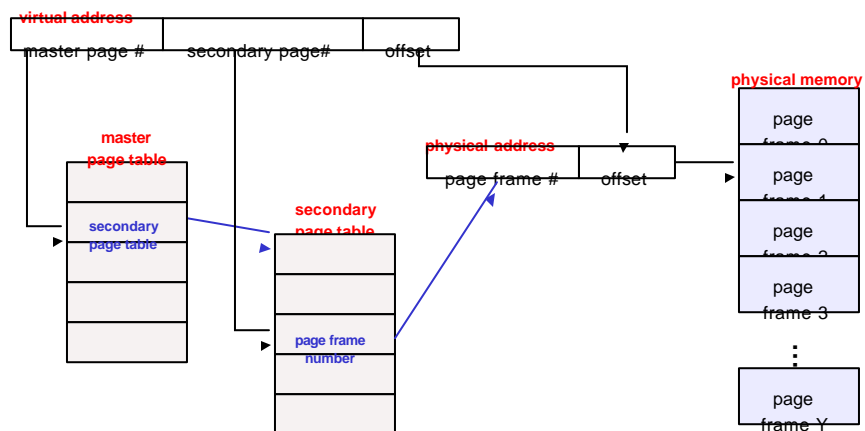 virtual address
master page # secondary page# offset
physical memory
page
frame 0
master
page table
physical address
page frame # offset
page
frame 1
secondary
page table
secondary
page table
page
frame 2
page
frame 3
page frame
number
⋮
page
frame Y